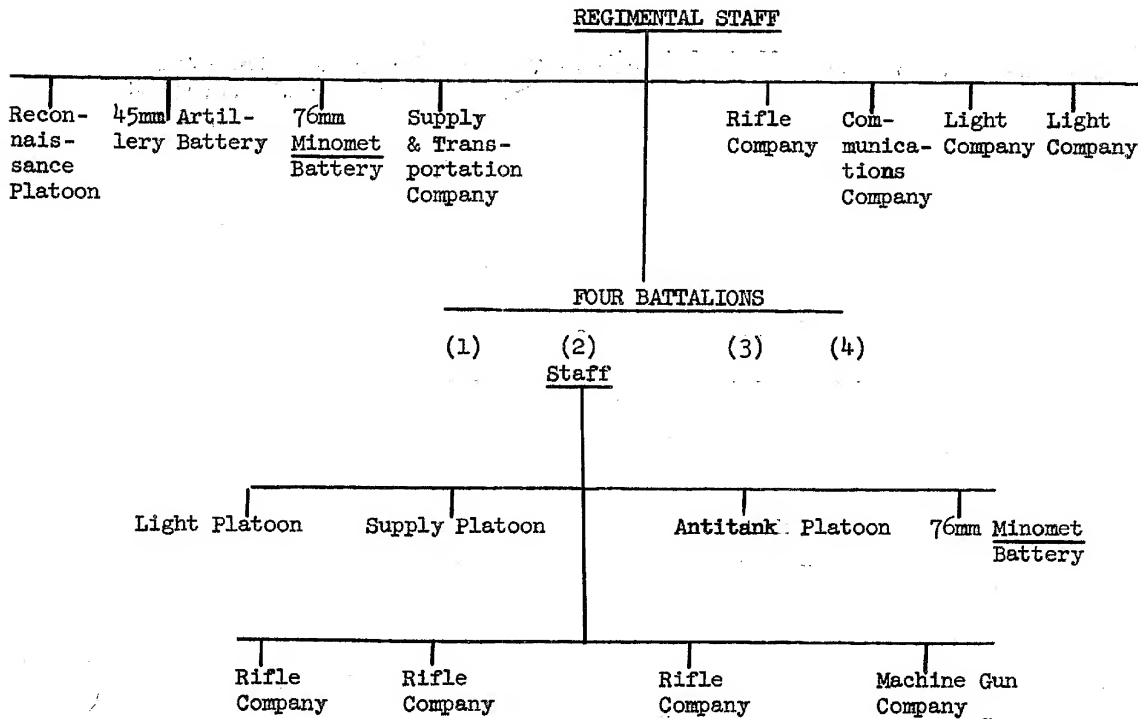 REGIMENTAL STAFF
Recon-
nais-
sance
Platoon
45mm Artil-
lery Battery
76mm
Minomet
Battery
Supply
& Trans-
portation
Company
Rifle
Company
Com-
munica-
tions
Company
Light
Company
Light
Company
FOUR BATTALIONS
(1) (2) (3) (4)
Staff
Light Platoon
Supply Platoon
Antitank Platoon
76mm Minomet
Battery
Rifle
Company
Rifle
Company
Rifle
Company
Machine Gun
Company